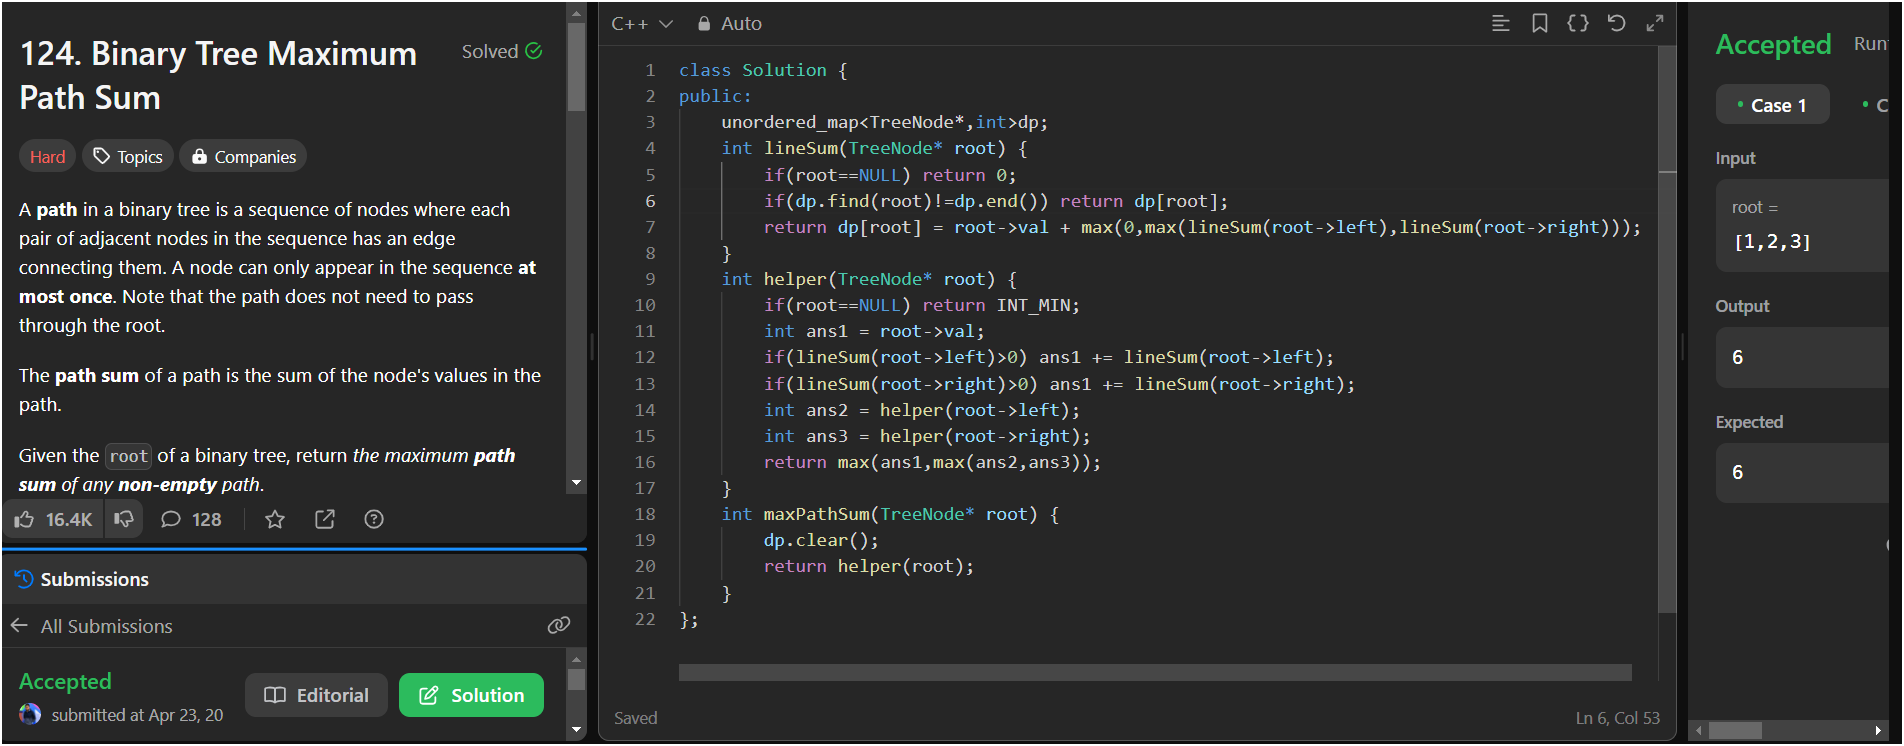 124. Binary Tree Maximum
Path Sum
Solved
Hard
Topics
Companies
A path in a binary tree is a sequence of nodes where each
pair of adjacent nodes in the sequence has an edge
connecting them. A node can only appear in the sequence at
most once. Note that the path does not need to pass
through the root.
The path sum of a path is the sum of the node's values in the
path.
Given the root of a binary tree, return the maximum path
sum of any non-empty path.
16.4K
128
Submissions
All Submissions
Accepted
submitted at Apr 23, 20
Editorial
Solution
C++
Auto
1 class Solution {
2 public:
3 unordered_map<TreeNode*,int>dp;
4 int lineSum(TreeNode* root) {
5 if(root==NULL) return 0;
6 if(dp.find(root)!=dp.end()) return dp[root];
7 return dp[root] = root->val + max(0,max(lineSum(root->left),lineSum(root->right)));
8 }
9 int helper(TreeNode* root) {
10 if(root==NULL) return INT_MIN;
11 int ans1 = root->val;
12 if(lineSum(root->left)>0) ans1 += lineSum(root->left);
13 if(lineSum(root->right)>0) ans1 += lineSum(root->right);
14 int ans2 = helper(root->left);
15 int ans3 = helper(root->right);
16 return max(ans1,max(ans2,ans3));
17 }
18 int maxPathSum(TreeNode* root) {
19 dp.clear();
20 return helper(root);
21 }
22 };
Saved
Ln 6, Col 53
Accepted
Case 1
Input
root =
[1,2,3]
Output
6
Expected
6